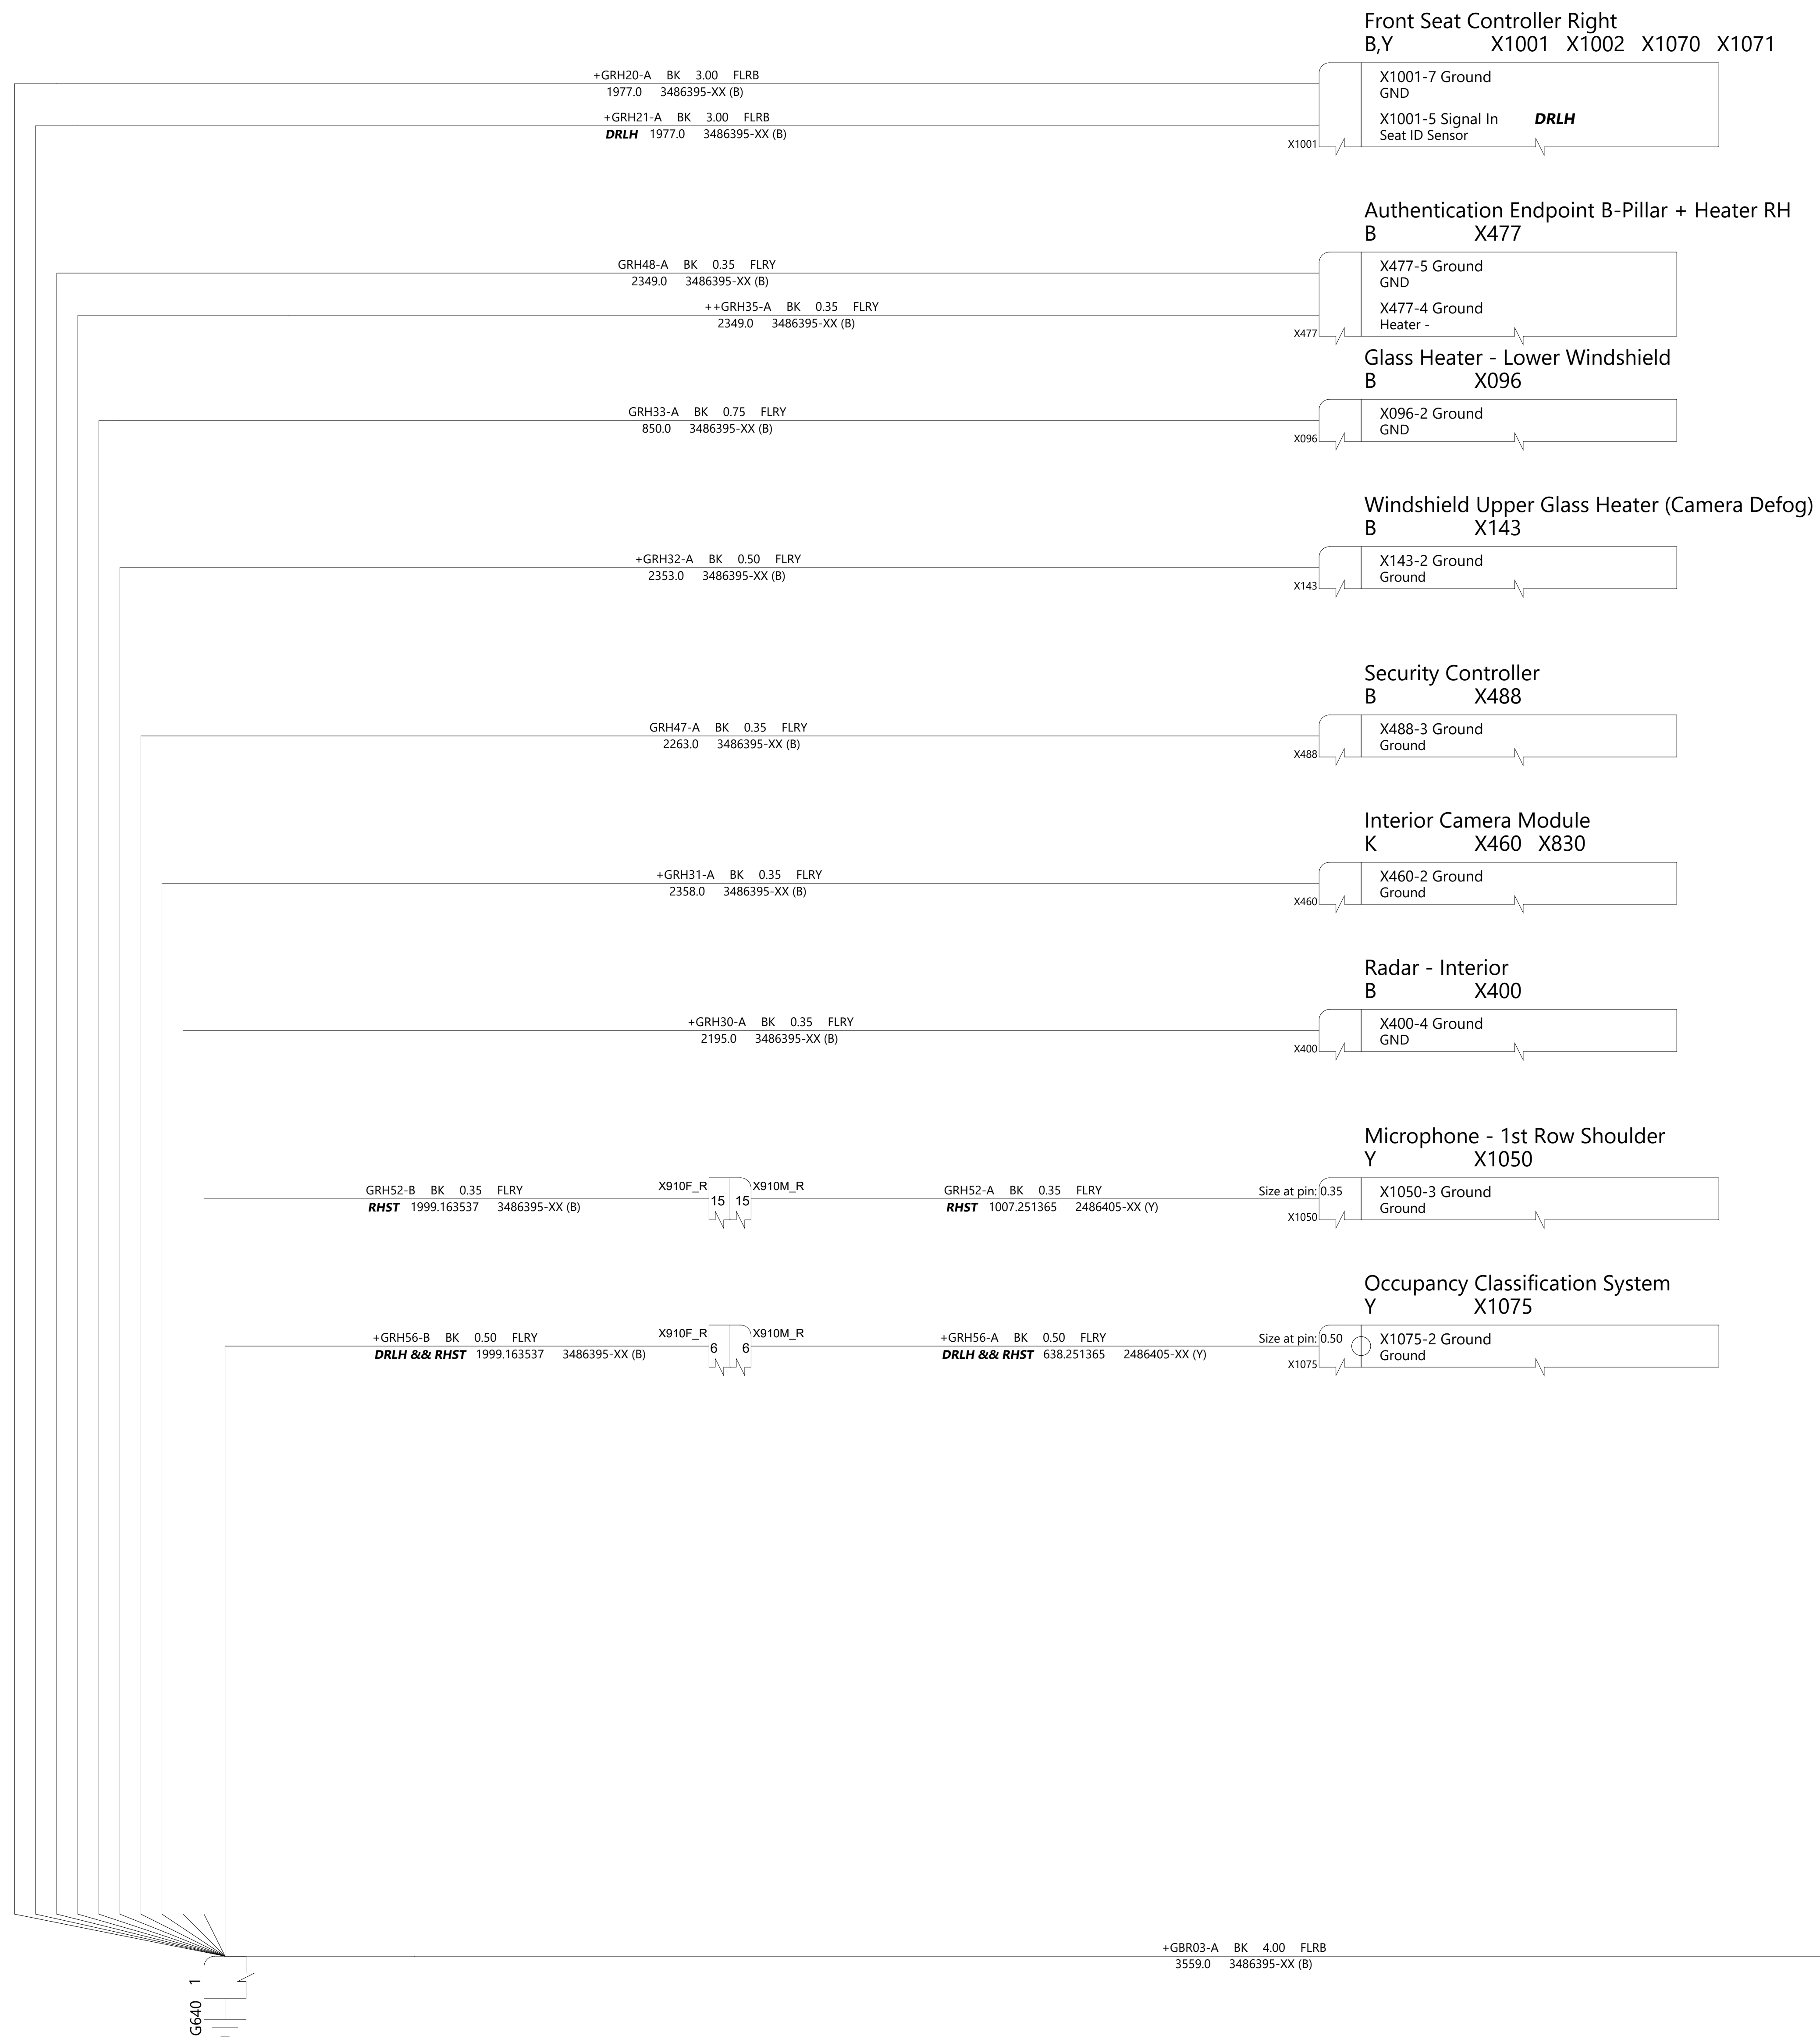 Front Seat Controller Right
B,Y X1001 X1002 X1070 X1071
+GRH20-A BK 3.00 FLRB
1977.0 3486395-XX (B)
X1001-7 Ground
GND
+GRH21-A BK 3.00 FLRB
DRLH 1977.0 3486395-XX (B)
X1001-5 Signal In DRLH
Seat ID Sensor
X1001
Authentication Endpoint B-Pillar + Heater RH
B X477
GRH48-A BK 0.35 FLRY
2349.0 3486395-XX (B)
X477-5 Ground
GND
++GRH35-A BK 0.35 FLRY
2349.0 3486395-XX (B)
X477-4 Ground
Heater -
X477
Glass Heater - Lower Windshield
B X096
GRH33-A BK 0.75 FLRY
850.0 3486395-XX (B)
X096-2 Ground
GND
X096
Windshield Upper Glass Heater (Camera Defog)
B X143
+GRH32-A BK 0.50 FLRY
2353.0 3486395-XX (B)
X143-2 Ground
Ground
X143
Security Controller
B X488
GRH47-A BK 0.35 FLRY
2263.0 3486395-XX (B)
X488-3 Ground
Ground
X488
Interior Camera Module
K X460 X830
+GRH31-A BK 0.35 FLRY
2358.0 3486395-XX (B)
X460-2 Ground
Ground
X460
Radar - Interior
B X400
+GRH30-A BK 0.35 FLRY
2195.0 3486395-XX (B)
X400-4 Ground
GND
X400
Microphone - 1st Row Shoulder
Y X1050
GRH52-B BK 0.35 FLRY
RHST 1999.163537 3486395-XX (B)
X910F_R 15 15 X910M_R
GRH52-A BK 0.35 FLRY
RHST 1007.251365 2486405-XX (Y)
Size at pin: 0.35
X1050-3 Ground
Ground
X1050
Occupancy Classification System
Y X1075
+GRH56-B BK 0.50 FLRY
DRLH && RHST 1999.163537 3486395-XX (B)
X910F_R 6 6 X910M_R
+GRH56-A BK 0.50 FLRY
DRLH && RHST 638.251365 2486405-XX (Y)
Size at pin: 0.50
X1075-2 Ground
Ground
X1075
+GBR03-A BK 4.00 FLRB
3559.0 3486395-XX (B)
G640 1